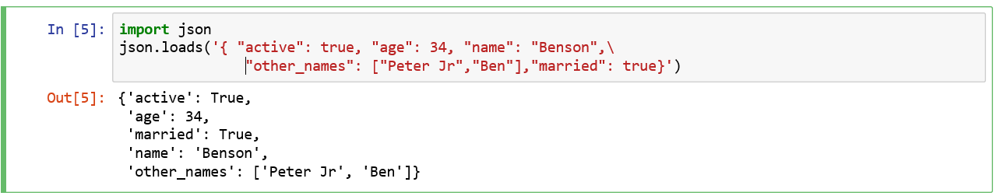 In [5]: import json
json.loads('{ "active": true, "age": 34, "name": "Benson",\
"other_names": ["Peter Jr","Ben"],"married": true}')
Out[5]: {'active': True,
'age': 34,
'married': True,
'name': 'Benson',
'other_names': ['Peter Jr', 'Ben']}